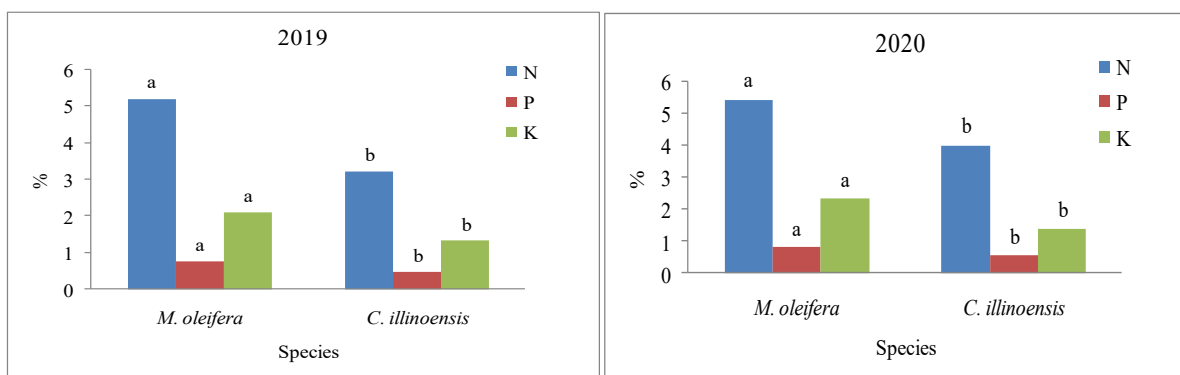 2019
N
P
K
6
5
4
3
2
1
0
%
a
a
a
b
b
b
M. oleifera
C. illinoensis
Species
2020
N
P
K
6
5
4
3
2
1
0
%
a
a
a
b
b
b
M. oleifera
C. illinoensis
Species